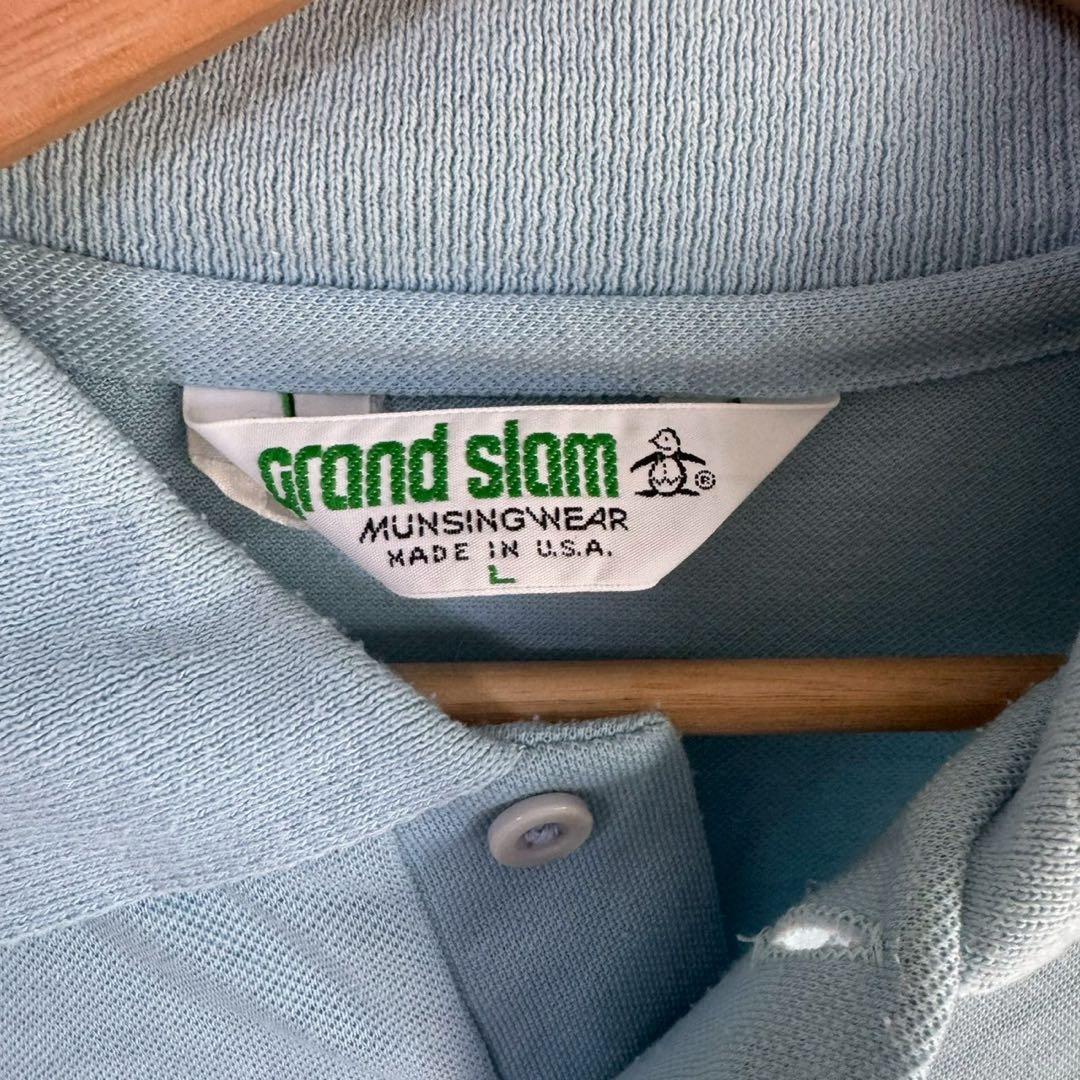 Grand Slam ®
MUNSINGWEAR
MADE IN U.S.A.
L